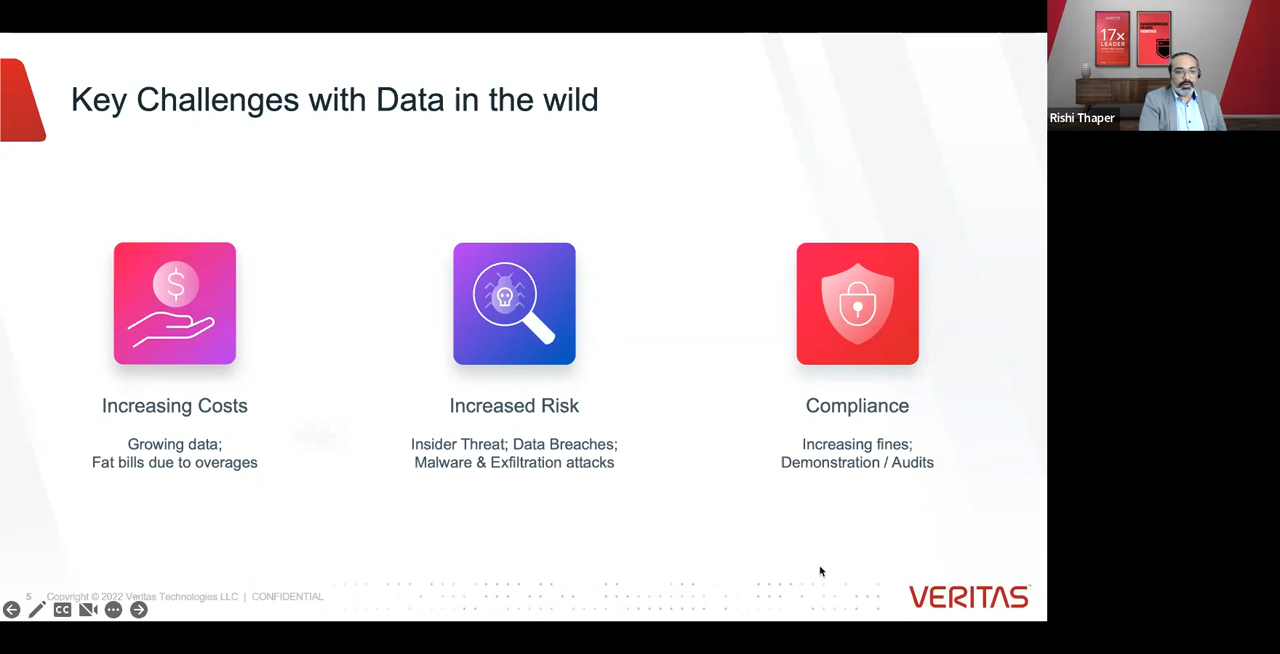 Key Challenges with Data in the wild
Increasing Costs
Growing data;
Fat bills due to overages
Increased Risk
Insider Threat; Data Breaches;
Malware & Exfiltration attacks
Compliance
Increasing fines;
Demonstration / Audits
5 Copyright © 2022 Veritas Technologies LLC | CONFIDENTIAL
CC
VERITAS
17x
LEADER
Rishi Thaper